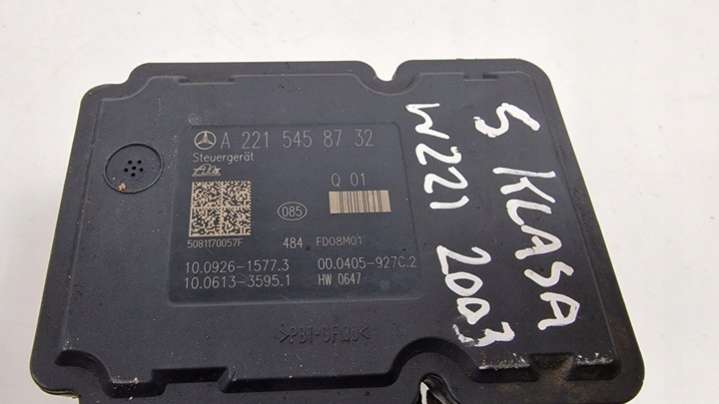 A 221 545 87 32
Steuergerät
Ate
Q 01
085
5081170057F
484 FD08M01
10.0926-1577.3 00.0405-927C.2
10.0613-3595.1 HW 0647
S KLASA
W221 2003